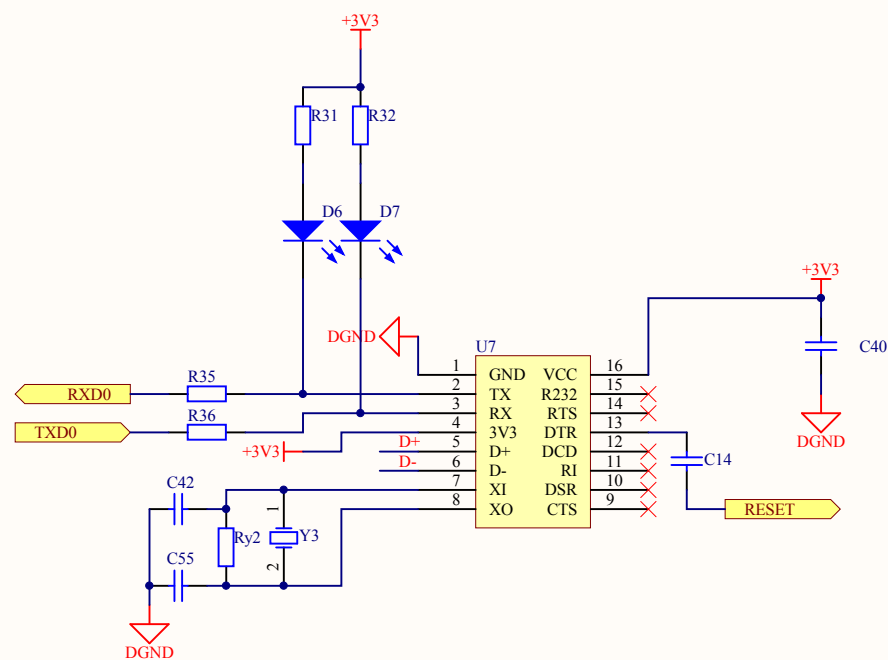 +3V3
R31
R32
D6
D7
+3V3
DGND
C40
U7
1 GND VCC 16
RXD0
R35
2 TX R232 15
3 RX RTS 14
TXD0
R36
4 3V3 DTR 13
+3V3
D+
5 D+ DCD 12
D-
6 D- RI 11
C14
7 XI DSR 10
8 XO CTS 9
DGND
C42
1
RESET
Ry2
Y3
C55
2
DGND